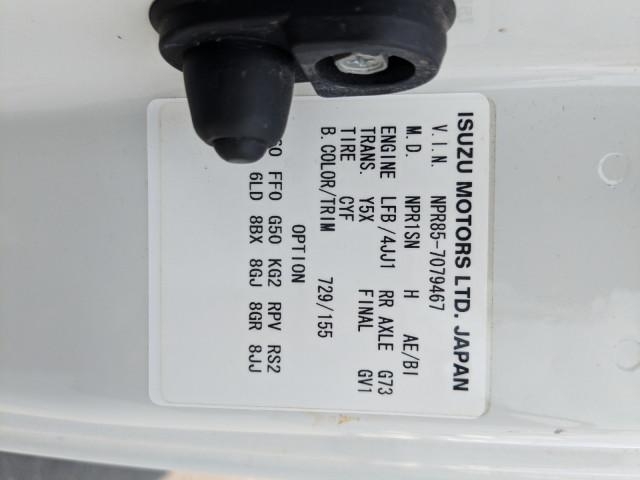 ISUZU MOTORS LTD. JAPAN
V.I.N. NPR85-7079467
M.D. NPR1SN H AE/BI
ENGINE LFB/4JJ1 RR AXLE G73
TRANS. Y5X FINAL GV1
TIRE CYF
B.COLOR/TRIM 729/155
OPTION
FF0 G50 KG2 RPV RS2
6LD 8BX 8GJ 8GR 8JJ